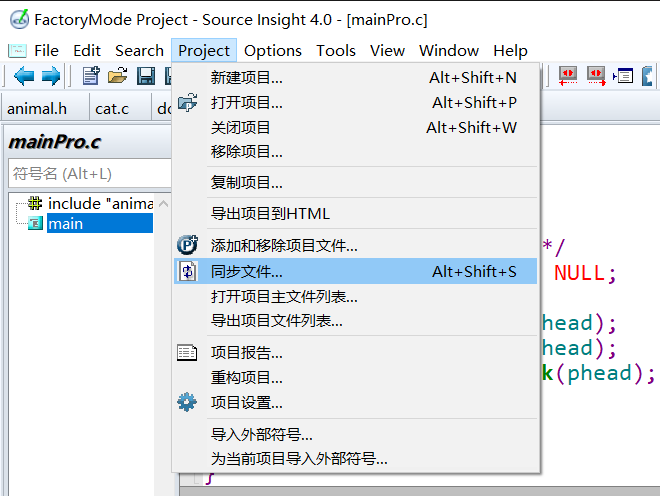 FactoryMode Project - Source Insight 4.0 - [mainPro.c]
File Edit Search Project Options Tools View Window Help
animal.h cat.c
mainPro.c
符号名 (Alt+L)
include "anima
main
新建项目... Alt+Shift+N
打开项目... Alt+Shift+P
关闭项目 Alt+Shift+W
移除项目...
复制项目...
导出项目到HTML
添加和移除项目文件...
同步文件... Alt+Shift+S
打开项目主文件列表...
导出项目文件列表...
项目报告...
重构项目...
项目设置...
导入外部符号...
为当前项目导入外部符号...
*/
NULL;
head);
head);
k(phead);
}